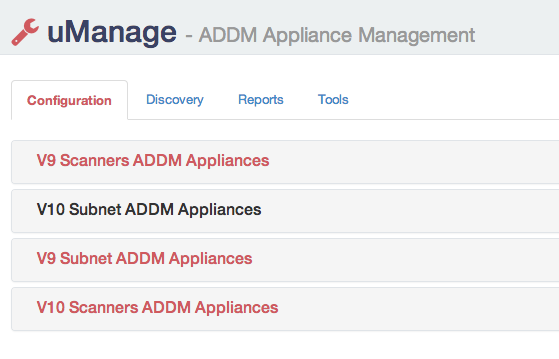 uManage - ADDM Appliance Management
Configuration Discovery Reports Tools
V9 Scanners ADDM Appliances
V10 Subnet ADDM Appliances
V9 Subnet ADDM Appliances
V10 Scanners ADDM Appliances